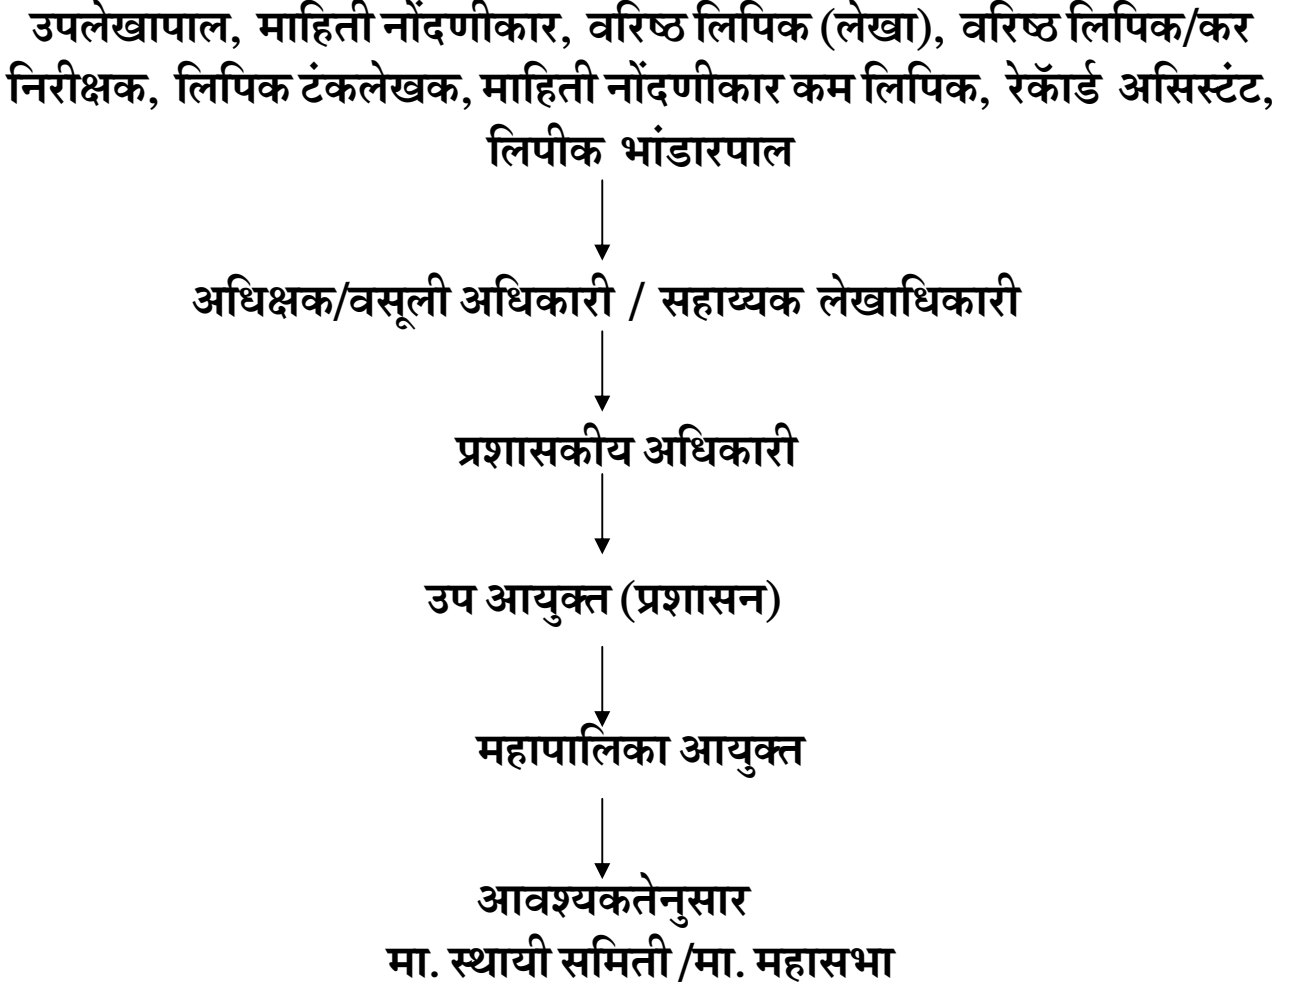 उपलेखापाल, माहिती नोंदणीकार, वरिष्ठ लिपिक (लेखा), वरिष्ठ लिपिक/कर
निरीक्षक, लिपिक टंकलेखक, माहिती नोंदणीकार कम लिपिक, रेकॅार्ड असिस्टंट,
लिपीक भांडारपाल
अधिक्षक/वसूली अधिकारी / सहाय्यक लेखाधिकारी
प्रशासकीय अधिकारी
उप आयुक्त (प्रशासन)
महापालिका आयुक्त
आवश्यकतेनुसार
मा. स्थायी समिती /मा. महासभा